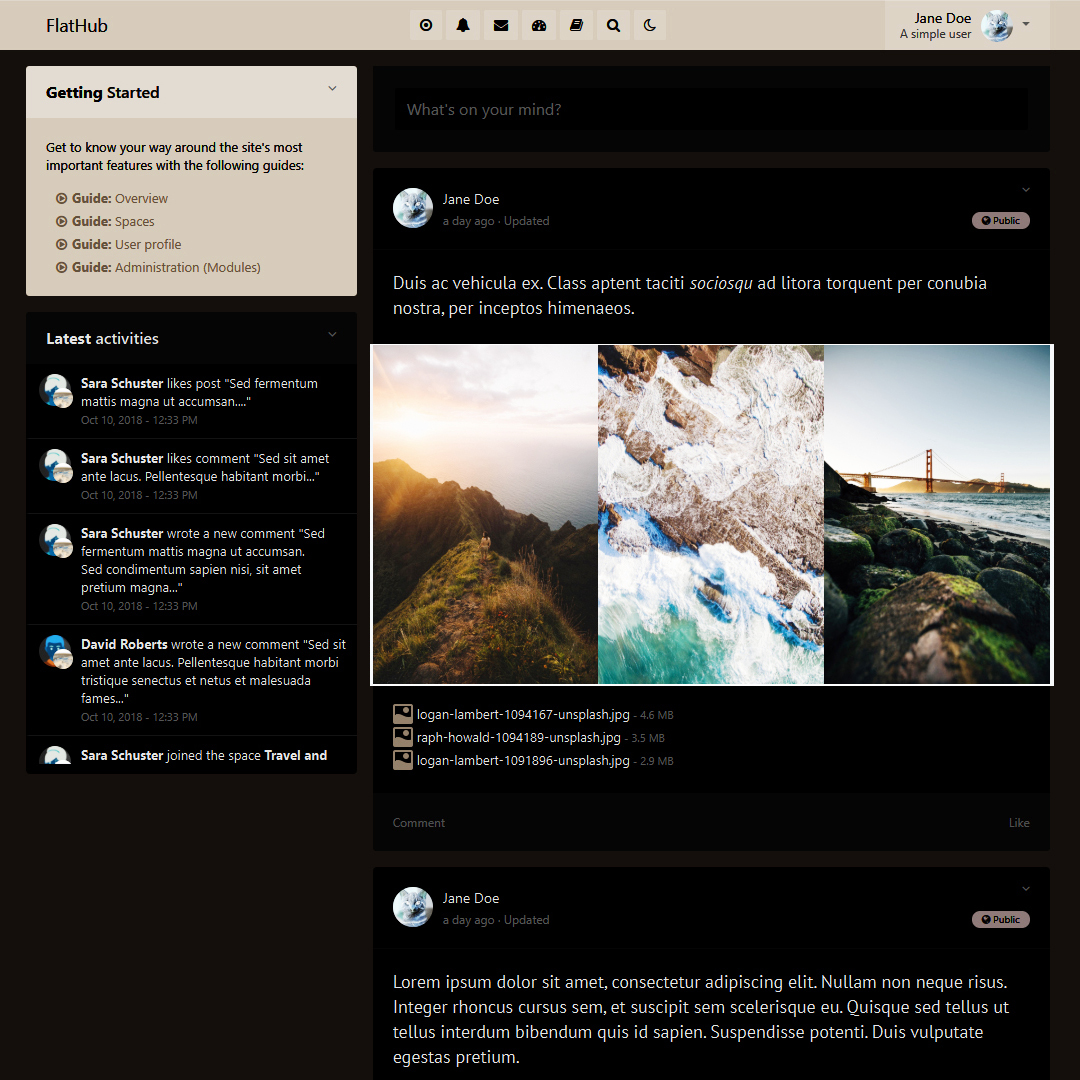 FlatHub
Jane Doe
A simple user
Getting Started
Get to know your way around the site's most
important features with the following guides:
Guide: Overview
Guide: Spaces
Guide: User profile
Guide: Administration (Modules)
Latest activities
Sara Schuster likes post "Sed fermentum
mattis magna ut accumsan...."
Oct 10, 2018 - 12:33 PM
Sara Schuster likes comment "Sed sit amet
ante lacus. Pellentesque habitant morbi..."
Oct 10, 2018 - 12:33 PM
Sara Schuster wrote a new comment "Sed
fermentum mattis magna ut accumsan.
Sed condimentum sapien nisi, sit amet
pretium magna..."
Oct 10, 2018 - 12:33 PM
David Roberts wrote a new comment "Sed sit
amet ante lacus. Pellentesque habitant morbi
tristique senectus et netus et malesuada
fames..."
Oct 10, 2018 - 12:33 PM
Sara Schuster joined the space Travel and
What's on your mind?
Jane Doe
a day ago · Updated
Public
Duis ac vehicula ex. Class aptent taciti sociosqu ad litora torquent per conubia
nostra, per inceptos himenaeos.
logan-lambert-1094167-unsplash.jpg - 4.6 MB
raph-howald-1094189-unsplash.jpg - 3.5 MB
logan-lambert-1091896-unsplash.jpg - 2.9 MB
Comment
Like
Jane Doe
a day ago · Updated
Public
Lorem ipsum dolor sit amet, consectetur adipiscing elit. Nullam non neque risus.
Integer rhoncus cursus sem, et suscipit sem scelerisque eu. Quisque sed tellus ut
tellus interdum bibendum quis id sapien. Suspendisse potenti. Duis vulputate
egestas pretium.